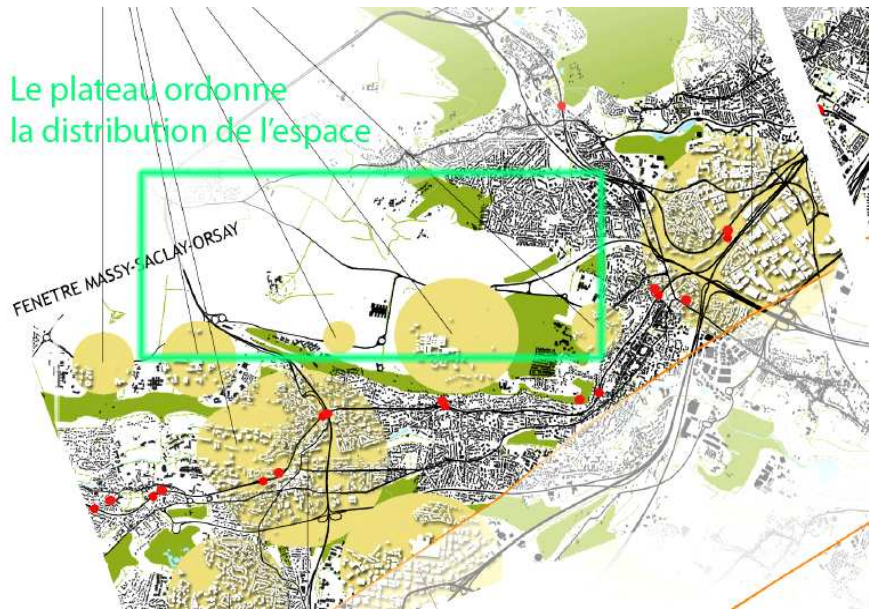 Le plateau ordonne
la distribution de l'espace
FENETRE MASSY-SACLAY-ORSAY